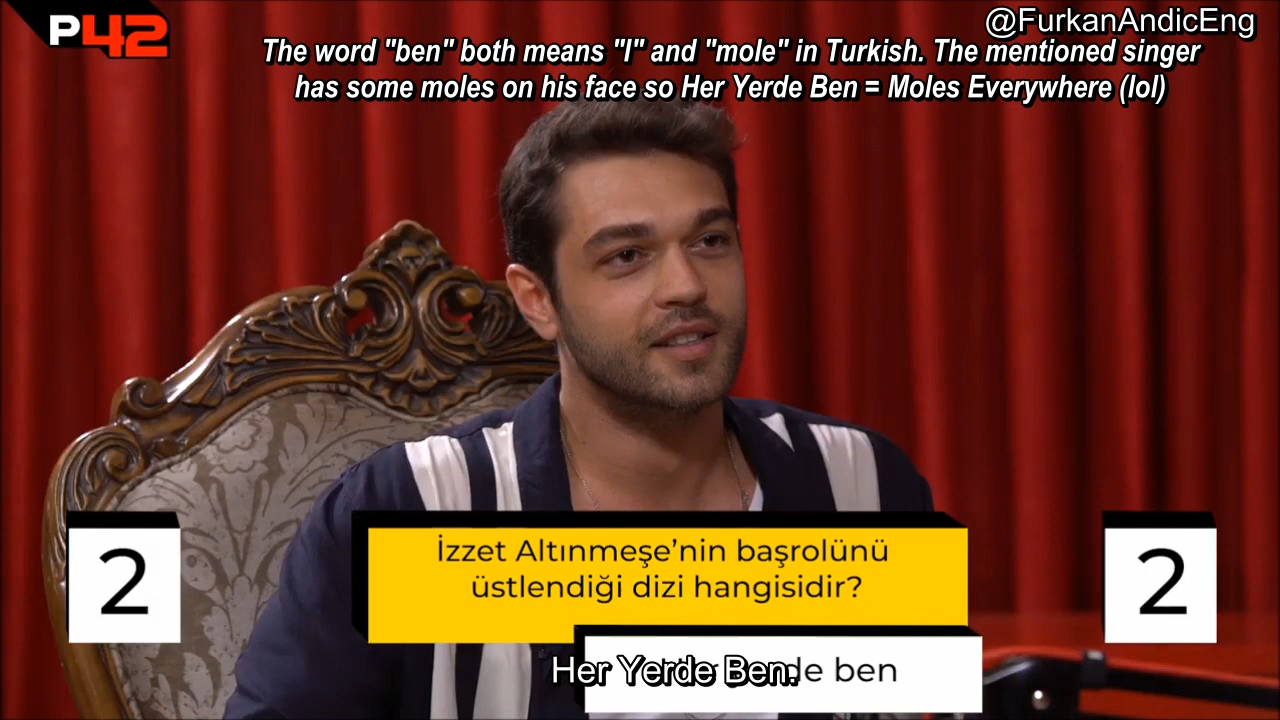 P42
@FurkanAndicEng
The word "ben" both means "I" and "mole" in Turkish. The mentioned singer
has some moles on his face so Her Yerde Ben = Moles Everywhere (lol)
2
İzzet Altınmeşe’nin başrolünü
üstlendiği dizi hangisidir?
2
Her Yerde Ben.
de ben